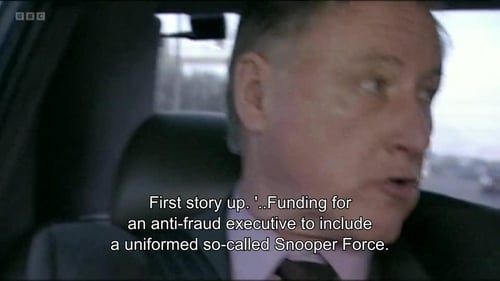 BBC
First story up. '..Funding for
an anti-fraud executive to include
a uniformed so-called Snooper Force.